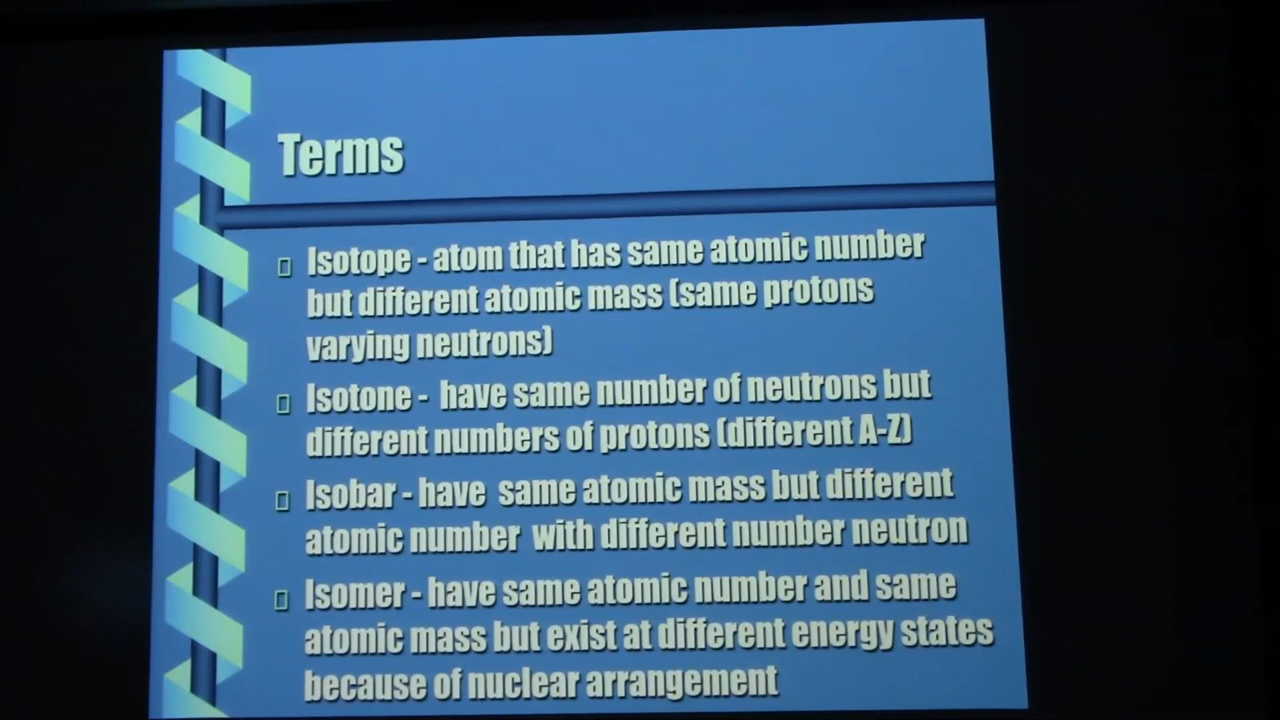 Terms
Isotope - atom that has same atomic number
but different atomic mass (same protons
varying neutrons)
Isotone - have same number of neutrons but
different numbers of protons (different A-Z)
Isobar - have same atomic mass but different
atomic number with different number neutron
Isomer - have same atomic number and same
atomic mass but exist at different energy states
because of nuclear arrangement